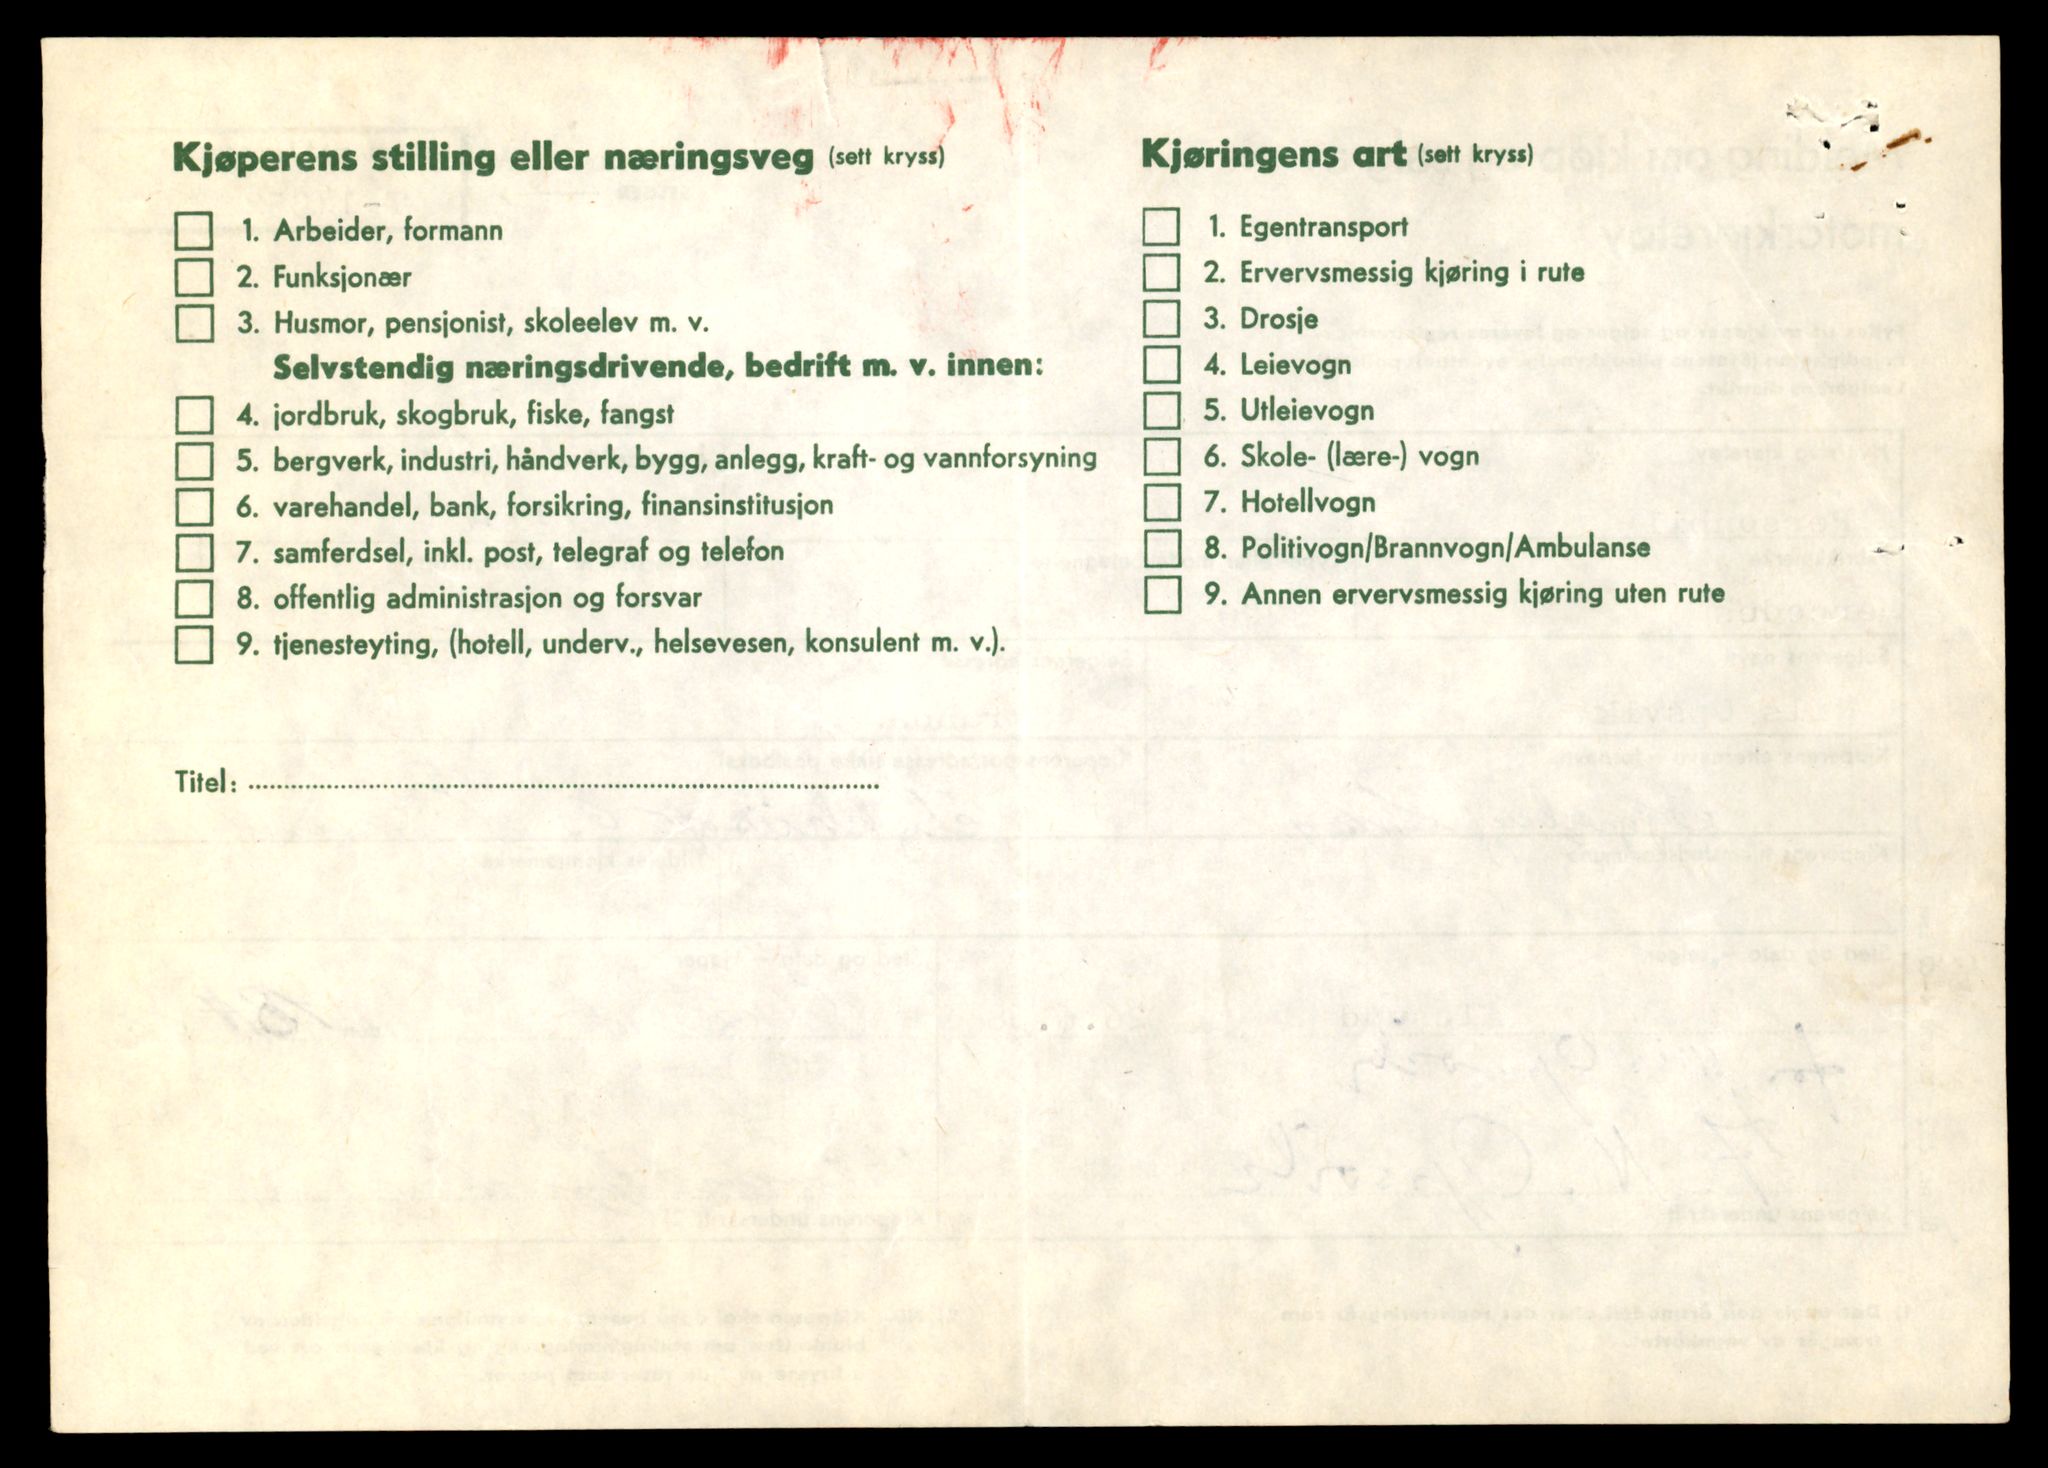 Kjøperens stilling eller næringsveg (sett kryss)
1. Arbeider, formann
2. Funksjonær
3. Husmor, pensjonist, skoleelev m. v.
Selvstendig næringsdrivende, bedrift m. v. innen:
4. jordbruk, skogbruk, fiske, fangst
5. bergverk, industri, håndverk, bygg, anlegg, kraft- og vannforsyning
6. varehandel, bank, forsikring, finansinstitusjon
7. samferdsel, inkl. post, telegraf og telefon
8. offentlig administrasjon og forsvar
9. tjenesteyting, (hotell, underv., helsevesen, konsulent m. v.).
Titel:
Kjøringens art (sett kryss)
1. Egentransport
2. Ervervsmessig kjøring i rute
3. Drosje
4. Leievogn
5. Utleievogn
6. Skole- (lære-) vogn
7. Hotellvogn
8. Politivogn/Brannvogn/Ambulanse
9. Annen ervervsmessig kjøring uten rute